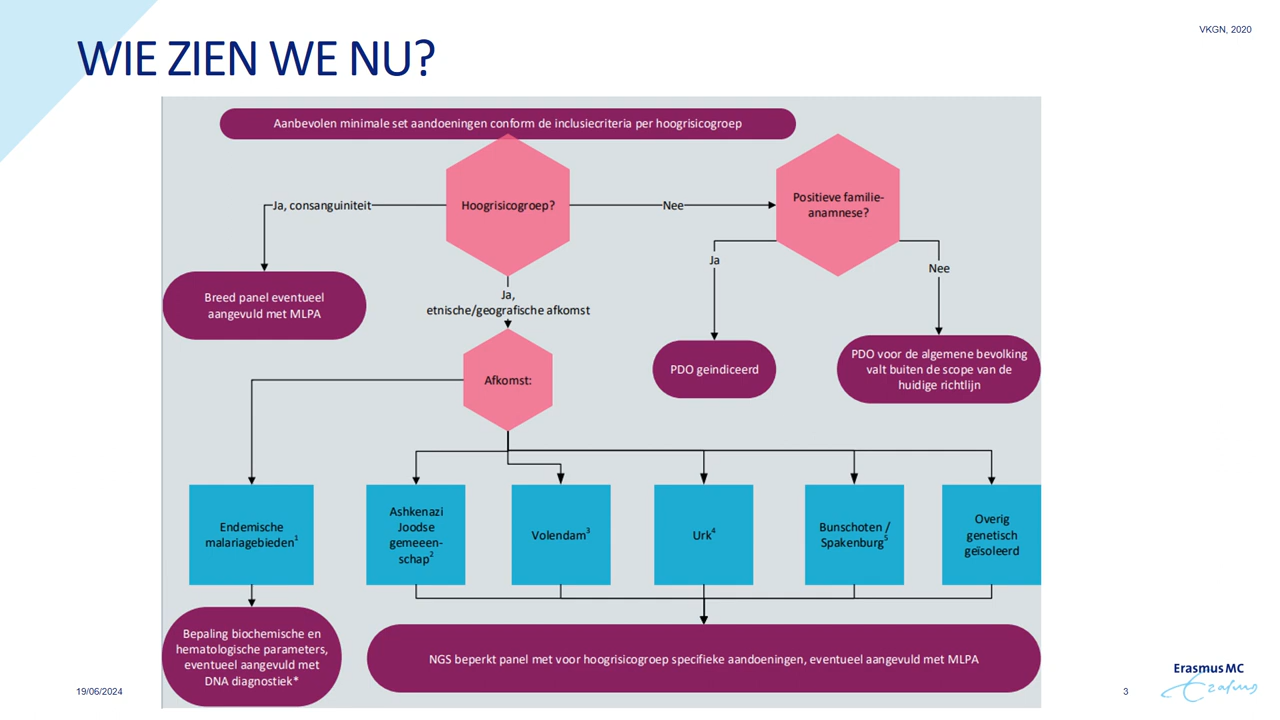 VKGN, 2020
WIE ZIEN WE NU?
Aanbevolen minimale set aandoeningen conform de inclusiecriteria per hoogrisicogroep
Ja, consanguiniteit
Hoogrisicogroep?
Nee
Positieve familie-
anamnese?
Ja
Nee
Breed panel eventueel
aangevuld met MLPA
Ja,
etnische/geografische afkomst
PDO geindiceerd
PDO voor de algemene bevolking
valt buiten de scope van de
huidige richtlijn
Afkomst:
Endemische
malariagebieden1
Ashkenazi
Joodse
gemeeen-
schap2
Volendam3
Urk4
Bunschoten /
Spakenburg5
Overig
genetisch
geïsoleerd
Bepaling biochemische en
hematologische parameters,
eventueel aangevuld met
DNA diagnostiek*
NGS beperkt panel met voor hoogrisicogroep specifieke aandoeningen, eventueel aangevuld met MLPA
19/06/2024
3
Erasmus MC
Erasmus